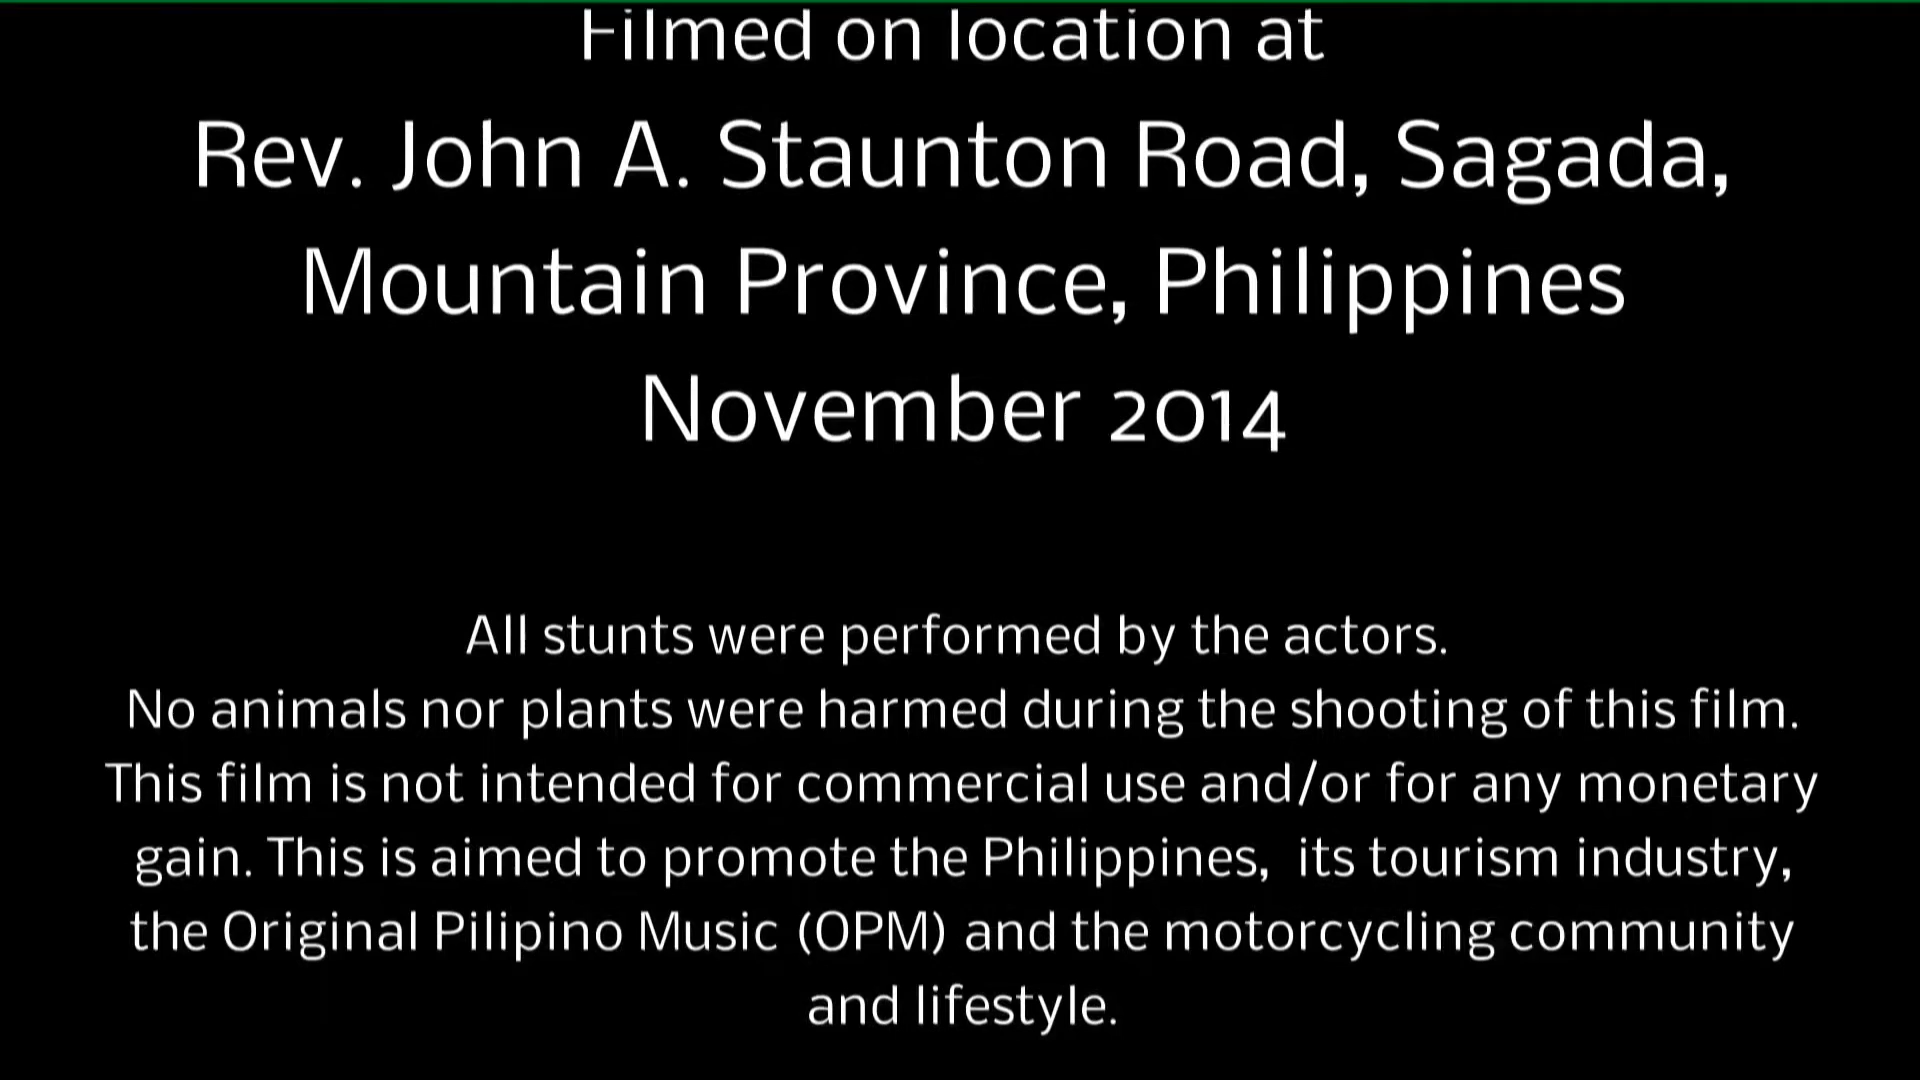 Filmed on location at
Rev. John A. Staunton Road, Sagada,
Mountain Province, Philippines
November 2014
All stunts were performed by the actors.
No animals nor plants were harmed during the shooting of this film.
This film is not intended for commercial use and/or for any monetary
gain. This is aimed to promote the Philippines,  its tourism industry,
the Original Pilipino Music (OPM) and the motorcycling community
and lifestyle.